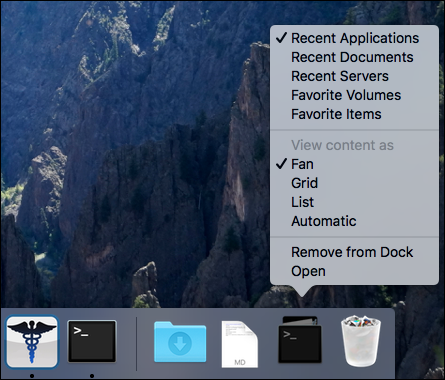 Recent Applications
Recent Documents
Recent Servers
Favorite Volumes
Favorite Items
View content as
Fan
Grid
List
Automatic
Remove from Dock
Open
>_
MD
>_